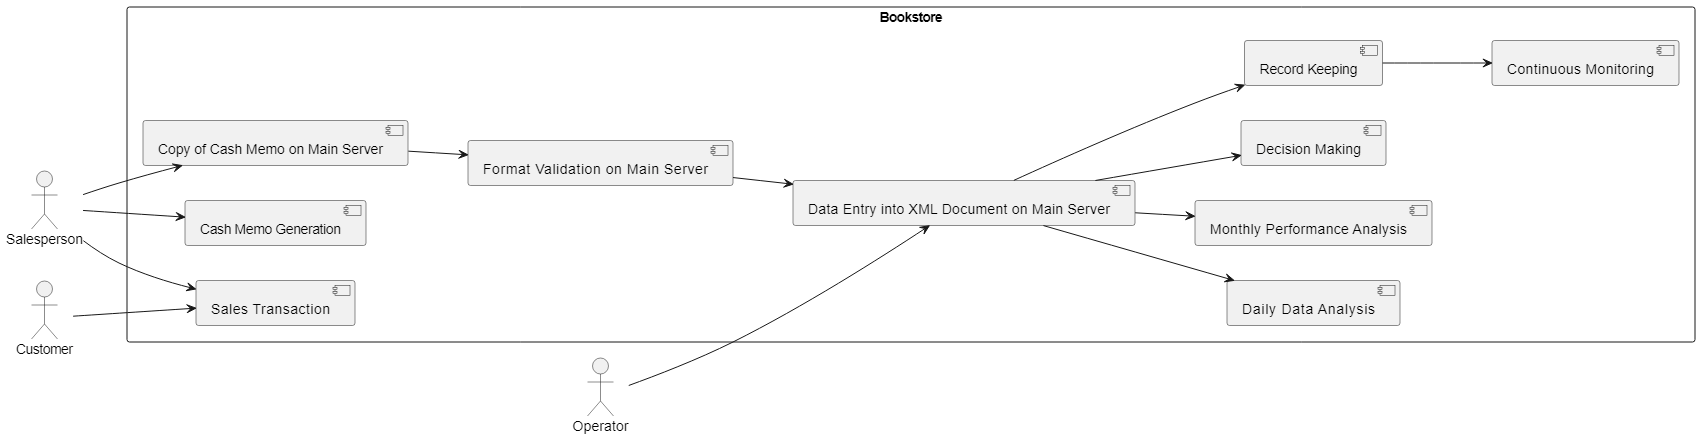 Bookstore
Record Keeping
Continuous Monitoring
Copy of Cash Memo on Main Server
Decision Making
Format Validation on Main Server
Data Entry into XML Document on Main Server
Salesperson
Cash Memo Generation
Monthly Performance Analysis
Sales Transaction
Daily Data Analysis
Customer
Operator